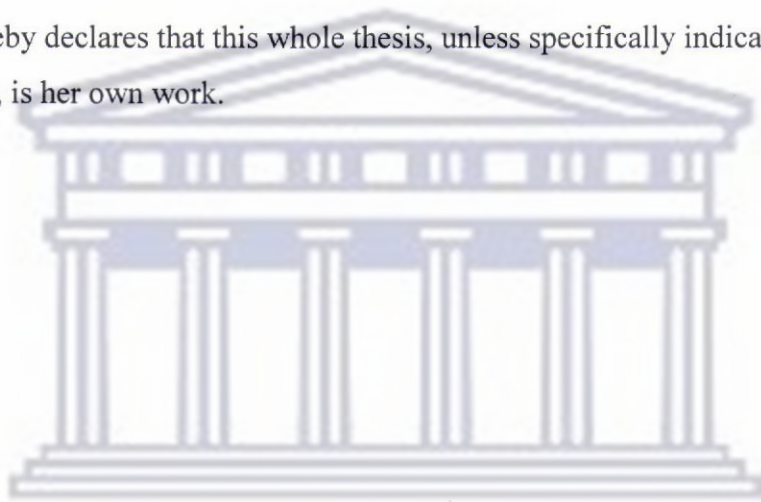 eby declares that this whole thesis, unless specifically indica
, is her own work.